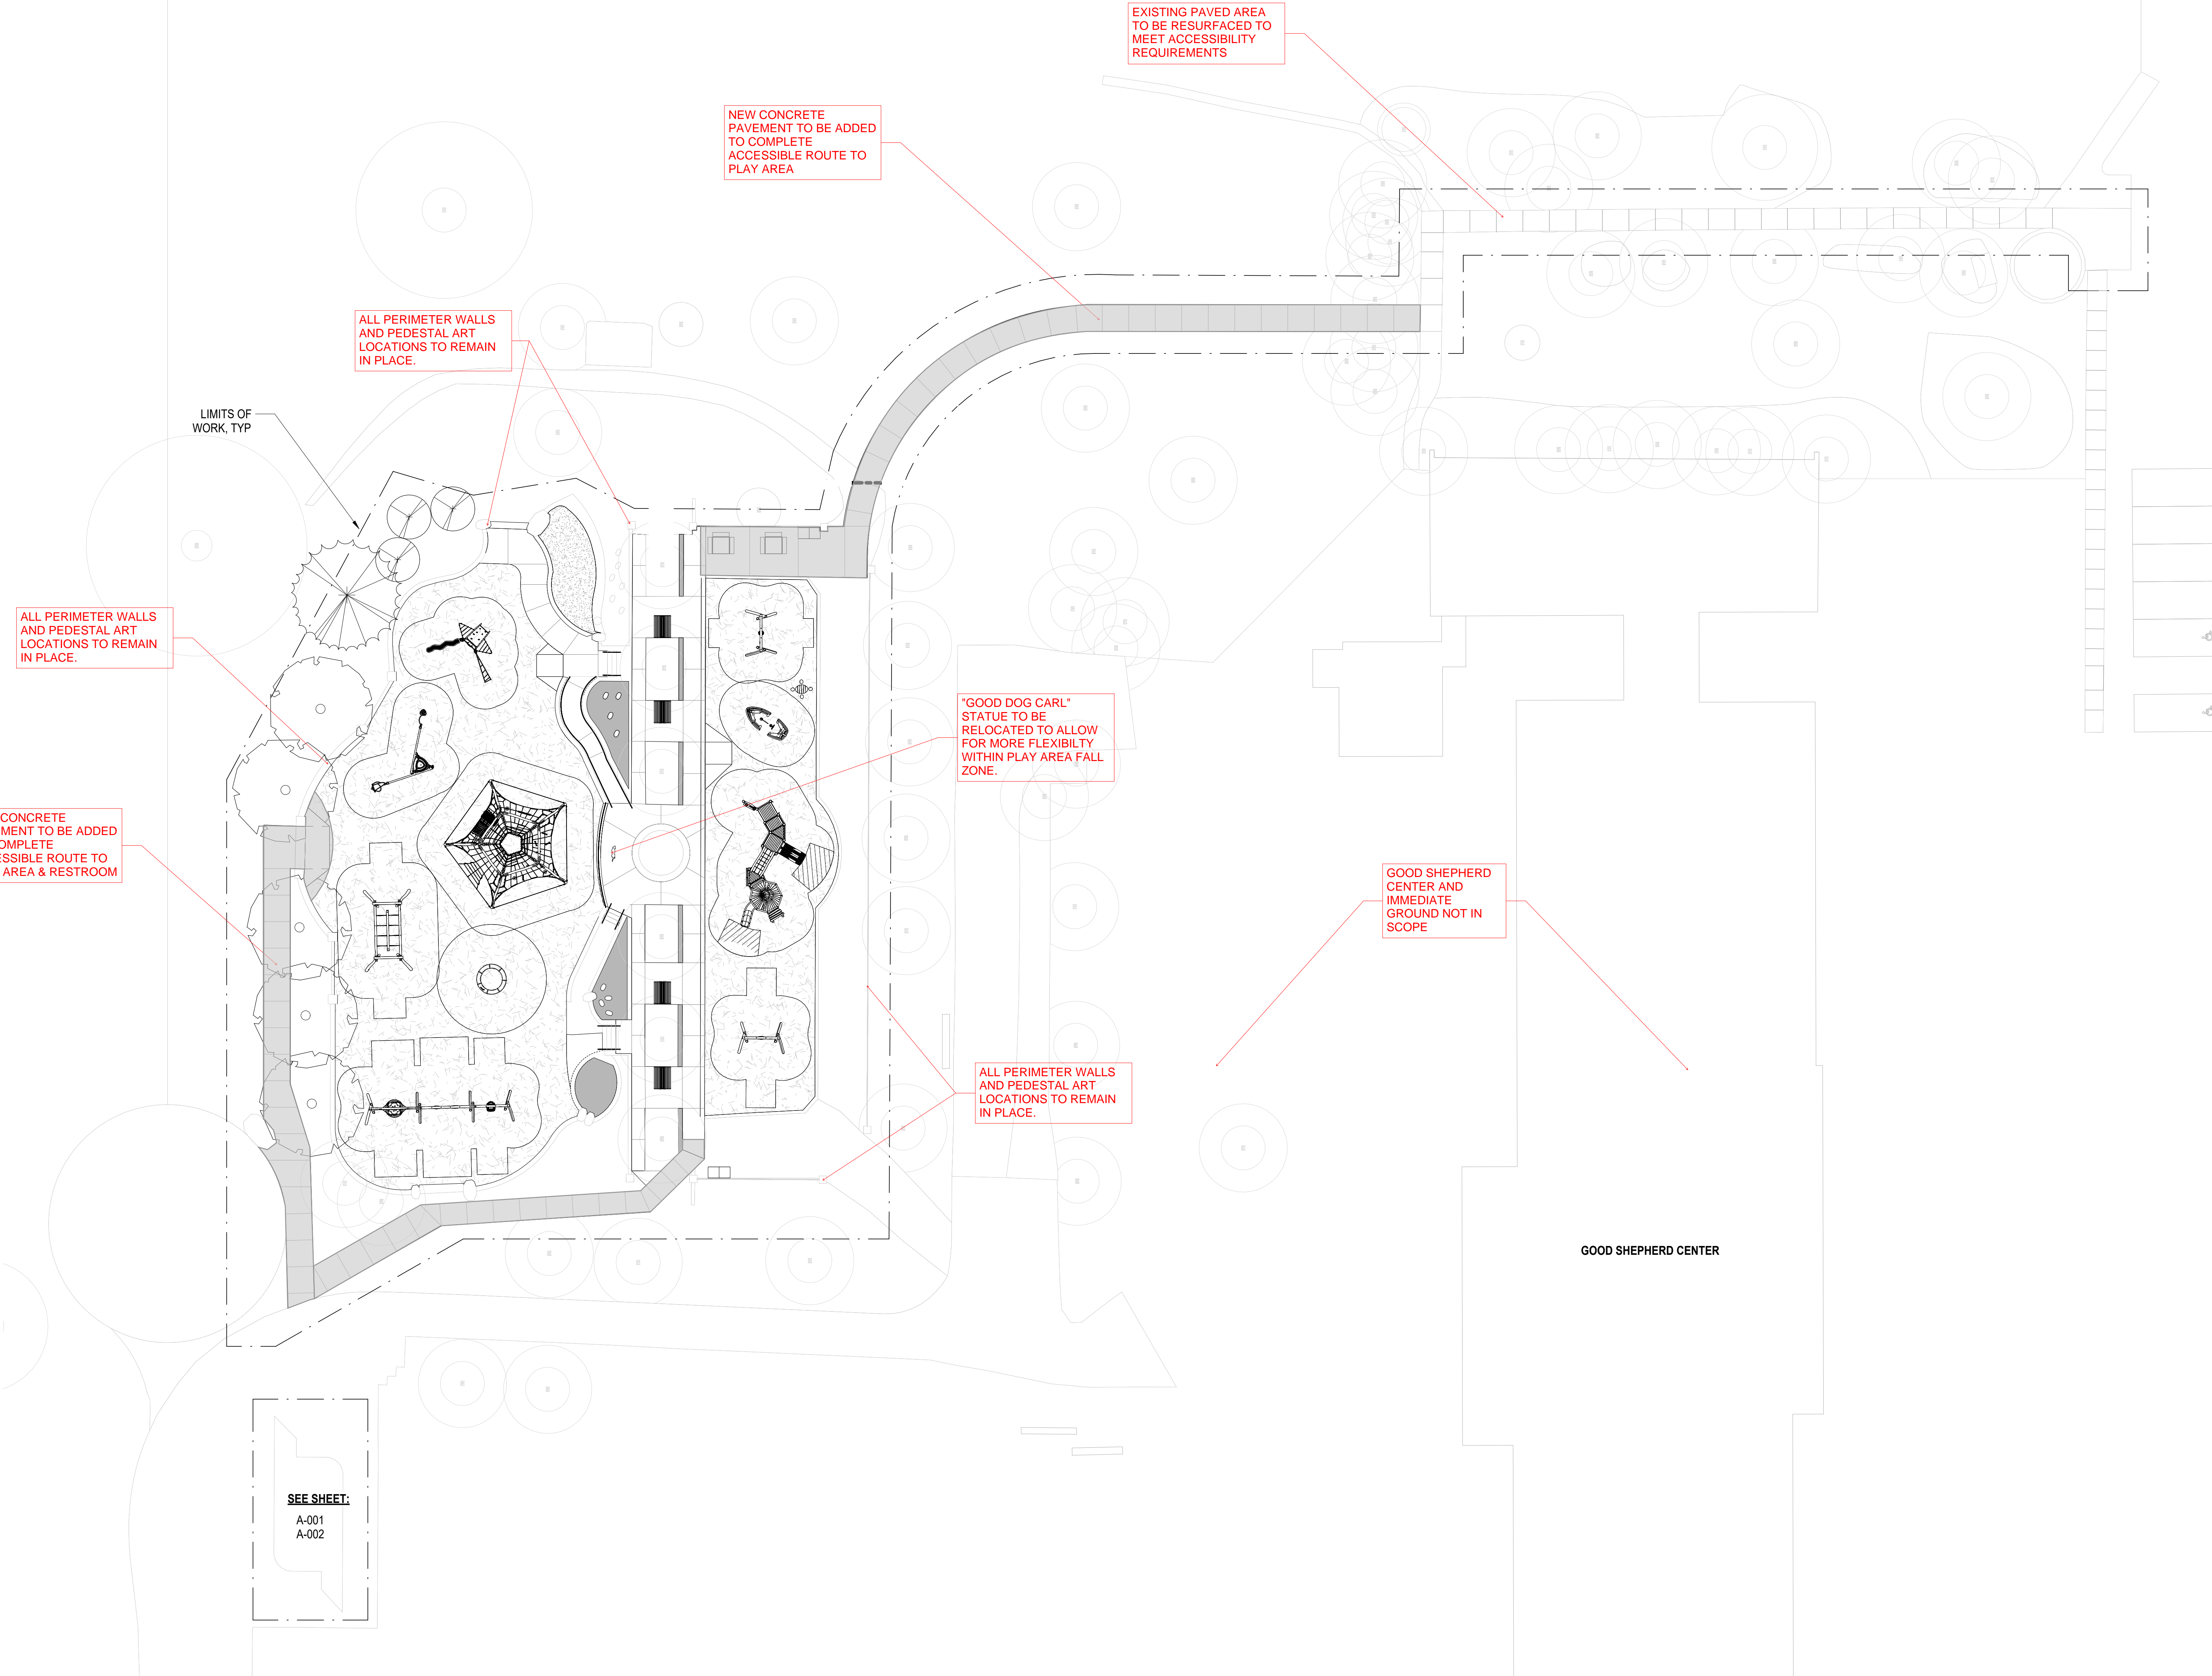 EXISTING PAVED AREA
TO BE RESURFACED TO
MEET ACCESSIBILITY
REQUIREMENTS
NEW CONCRETE
PAVEMENT TO BE ADDED
TO COMPLETE
ACCESSIBLE ROUTE TO
PLAY AREA
ALL PERIMETER WALLS
AND PEDESTAL ART
LOCATIONS TO REMAIN
IN PLACE.
LIMITS OF
WORK, TYP
ALL PERIMETER WALLS
AND PEDESTAL ART
LOCATIONS TO REMAIN
IN PLACE.
"GOOD DOG CARL"
STATUE TO BE
RELOCATED TO ALLOW
FOR MORE FLEXIBILTY
WITHIN PLAY AREA FALL
ZONE.
CONCRETE
MENT TO BE ADDED
OMPLETE
ESSIBLE ROUTE TO
AREA & RESTROOM
GOOD SHEPHERD
CENTER AND
IMMEDIATE
GROUND NOT IN
SCOPE
ALL PERIMETER WALLS
AND PEDESTAL ART
LOCATIONS TO REMAIN
IN PLACE.
GOOD SHEPHERD CENTER
SEE SHEET:
A-001
A-002